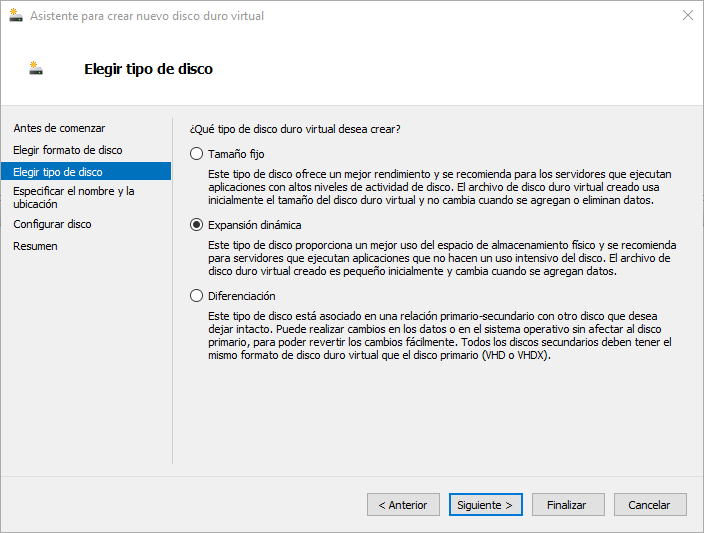 Asistente para crear nuevo disco duro virtual
Elegir tipo de disco
Antes de comenzar
Elegir formato de disco
Elegir tipo de disco
Especificar el nombre y la
ubicación
Configurar disco
Resumen
¿Qué tipo de disco duro virtual desea crear?
Tamaño fijo
Este tipo de disco ofrece un mejor rendimiento y se recomienda para los servidores que ejecutan
aplicaciones con altos niveles de actividad de disco. El archivo de disco duro virtual creado usa
inicialmente el tamaño del disco duro virtual y no cambia cuando se agregan o eliminan datos.
Expansión dinámica
Este tipo de disco proporciona un mejor uso del espacio de almacenamiento físico y se recomienda
para servidores que ejecutan aplicaciones que no hacen un uso intensivo del disco. El archivo de
disco duro virtual creado es pequeño inicialmente y cambia cuando se agregan datos.
Diferenciación
Este tipo de disco está asociado en una relación primario-secundario con otro disco que desea
dejar intacto. Puede realizar cambios en los datos o en el sistema operativo sin afectar al disco
primario, para poder revertir los cambios fácilmente. Todos los discos secundarios deben tener el
mismo formato de disco duro virtual que el disco primario (VHD o VHDX).
< Anterior
Siguiente >
Finalizar
Cancelar